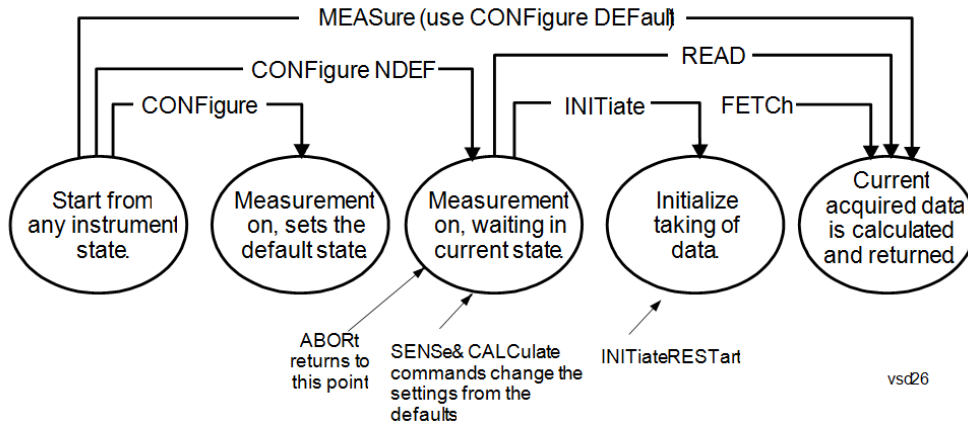 MEASure (use CONFigure DEFault)
CONFigure NDEF
READ
CONFigure
INITiate
FETCh
Start from
any instrument
state.
Measurement
on, sets the
default state.
Measurement
on, waiting in
current state.
Initialize
taking of
data.
Current
acquired data
is calculated
and returned.
ABORt
returns to
this point
SENSe& CALCulate
commands change the
settings from the
defaults
INITiateRESTart
vsd26